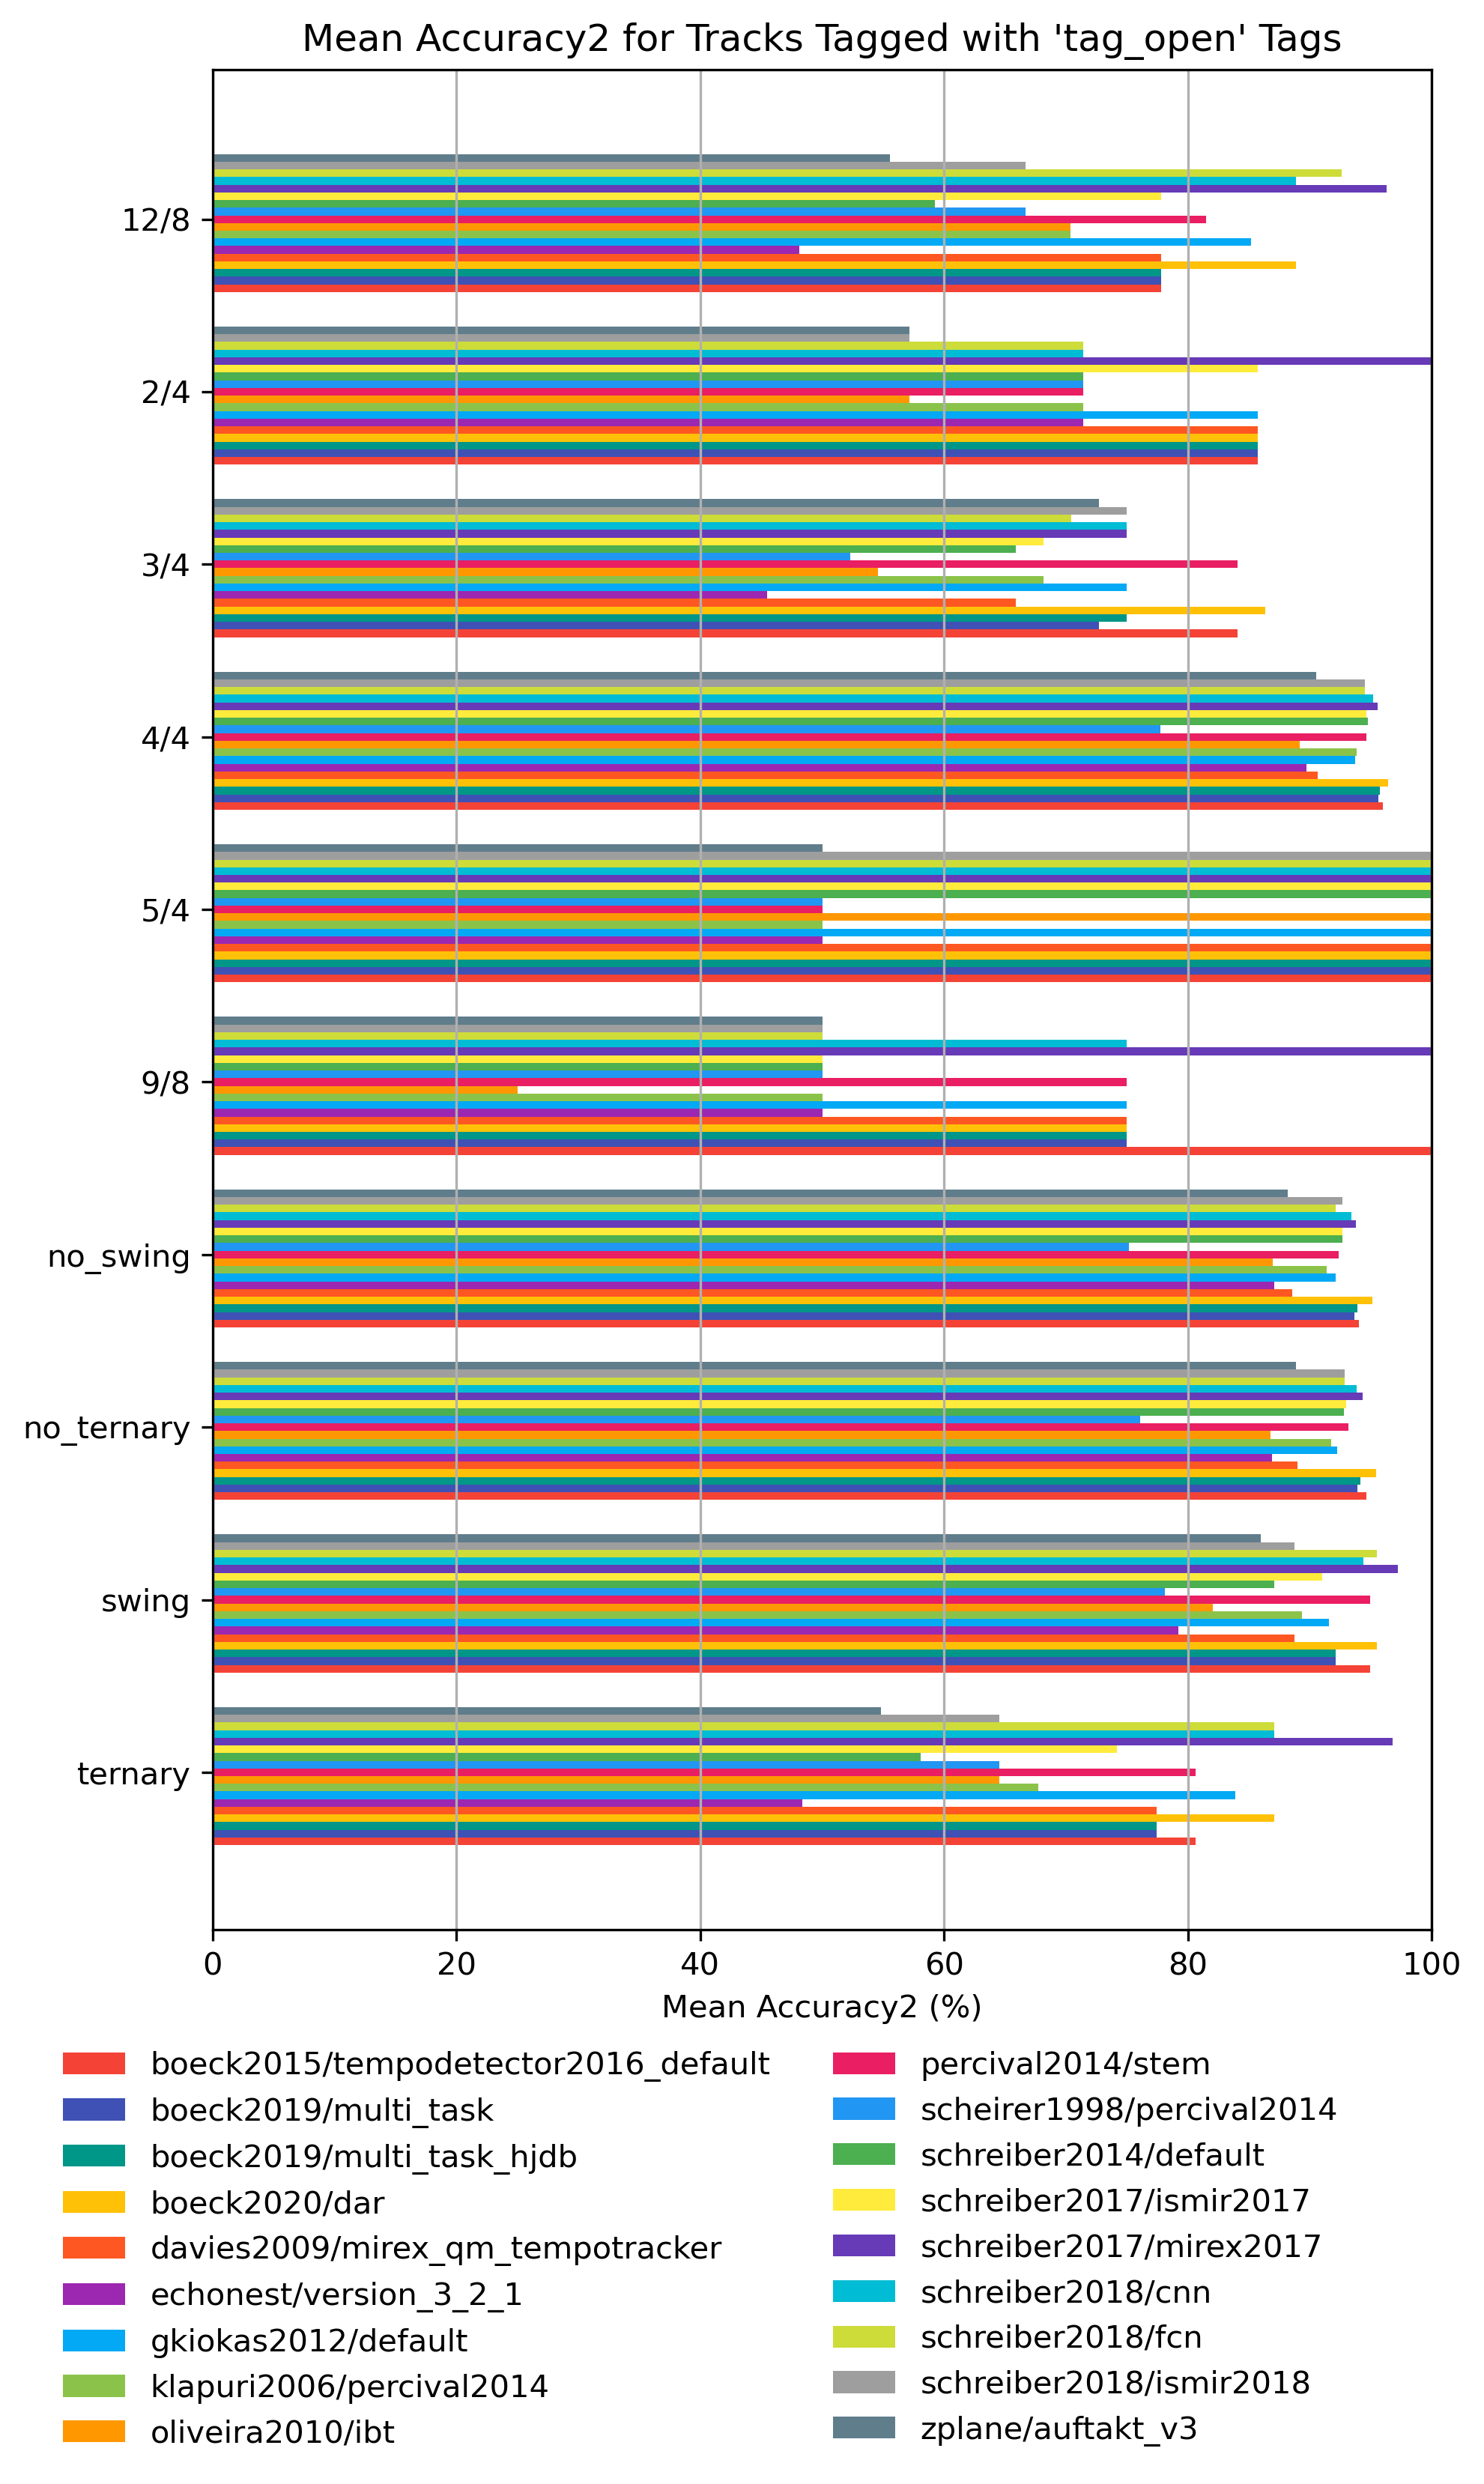 Mean Accuracy2 for Tracks Tagged with 'tag_open' Tags
12/8
2/4
3/4
4/4
5/4
9/8
no_swing
no_ternary
swing
ternary
0 20 40 60 80 100
Mean Accuracy2 (%)
boeck2015/tempodetector2016_default
boeck2019/multi_task
boeck2019/multi_task_hjdb
boeck2020/dar
davies2009/mirex_qm_tempotracker
echonest/version_3_2_1
gkiokas2012/default
klapuri2006/percival2014
oliveira2010/ibt
percival2014/stem
scheirer1998/percival2014
schreiber2014/default
schreiber2017/ismir2017
schreiber2017/mirex2017
schreiber2018/cnn
schreiber2018/fcn
schreiber2018/ismir2018
zplane/auftakt_v3